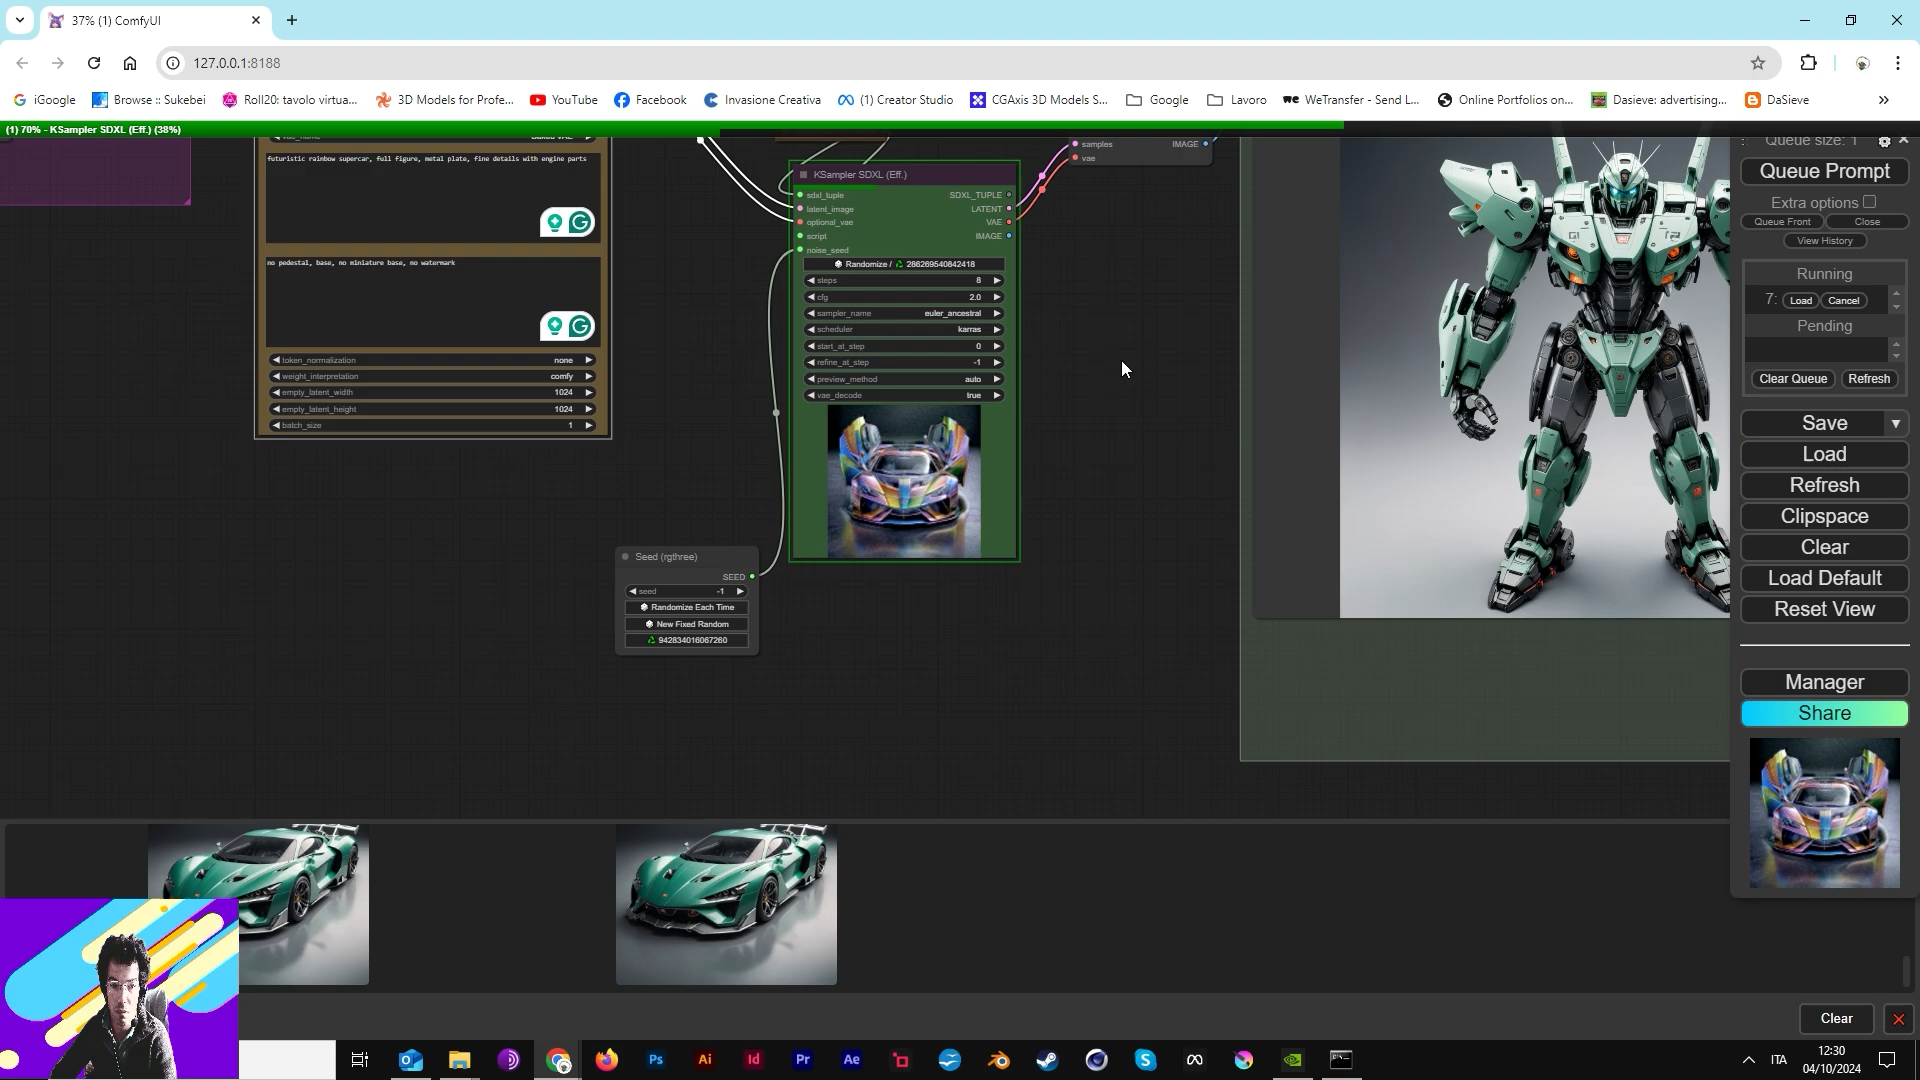 37% (1) ComfyUI
127.0.0.1:8188
iGoogle
Browse :: Sukebei
Roll20: tavolo virtua...
3D Models for Profe...
YouTube
Facebook
Invasione Creativa
(1) Creator Studio
CGAxis 3D Models S...
Google
Lavoro
WeTransfer - Send L...
Online Portfolios on...
Dasieve: advertising...
DaSieve
(1) 70% - KSampler SDXL (Eff.) (38%)
futuristic rainbow supercar, full figure, metal plate, fine details with engine parts
no pedestal, base, no miniature base, no watermark
token_normalization none
weight_interpretation comfy
empty_latent_width 1024
empty_latent_height 1024
batch_size 1
KSampler SDXL (Eff.)
sdxl_tuple SDXL_TUPLE
latent_image LATENT
optional_vae VAE
script IMAGE
noise_seed
Randomize / 286269540842418
steps 8
cfg 2.0
sampler_name euler_ancestral
scheduler karras
start_at_step 0
refine_at_step -1
preview_method auto
vae_decode true
samples IMAGE
vae
Seed (rgthree)
SEED
seed -1
Randomize Each Time
New Fixed Random
942834016067260
Queue size: 1
Queue Prompt
Extra options
Queue Front Close
View History
Running
7: Load Cancel
Pending
Clear Queue Refresh
Save
Load
Refresh
Clipspace
Clear
Load Default
Reset View
Manager
Share
Clear
Ps
Ai
Id
Pr
Ae
ITA
12:30
04/10/2024